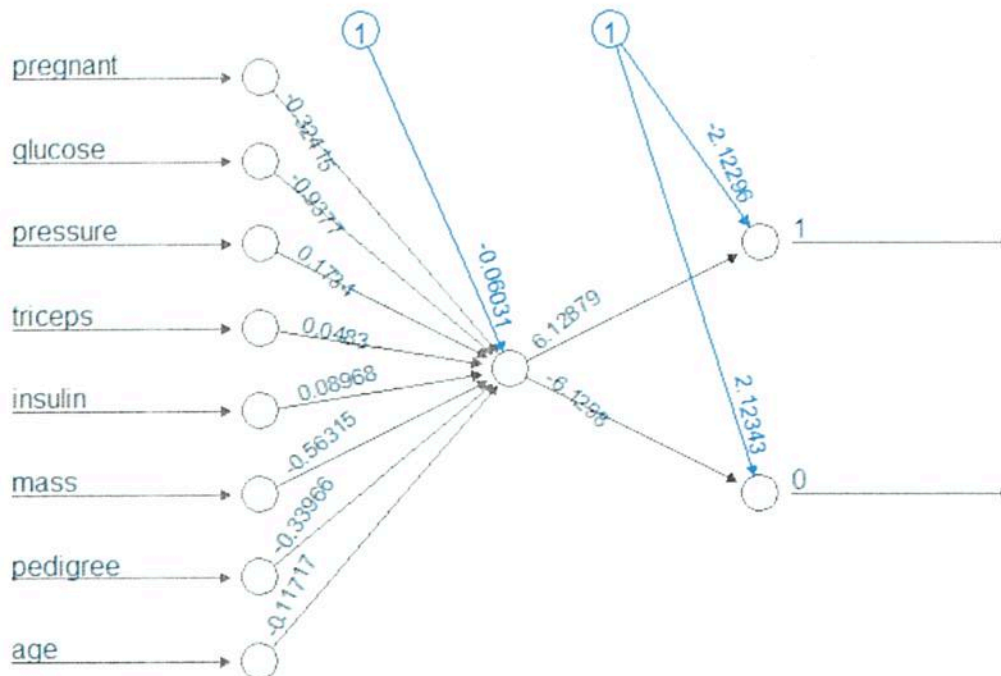 1
1
pregnant
glucose
pressure
triceps
insulin
mass
pedigree
age
-0.32415
-0.9377
0.1734
0.0483
0.08968
-0.56315
-0.33966
-0.11717
-0.06031
6.12879
-6.1298
-2.12296
2.12343
1
0